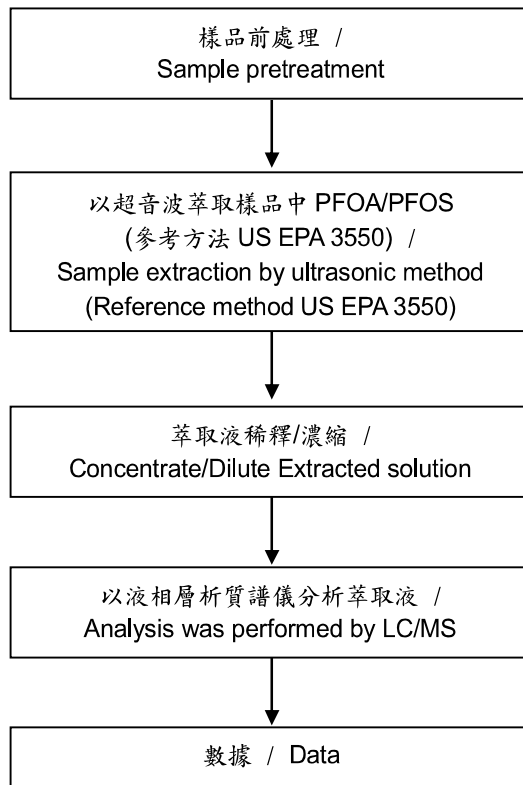 樣品前處理 /
Sample pretreatment
以超音波萃取樣品中 PFOA/PFOS
(參考方法 US EPA 3550) /
Sample extraction by ultrasonic method
(Reference method US EPA 3550)
萃取液稀釋/濃縮 /
Concentrate/Dilute Extracted solution
以液相層析質譜儀分析萃取液 /
Analysis was performed by LC/MS
數據 / Data